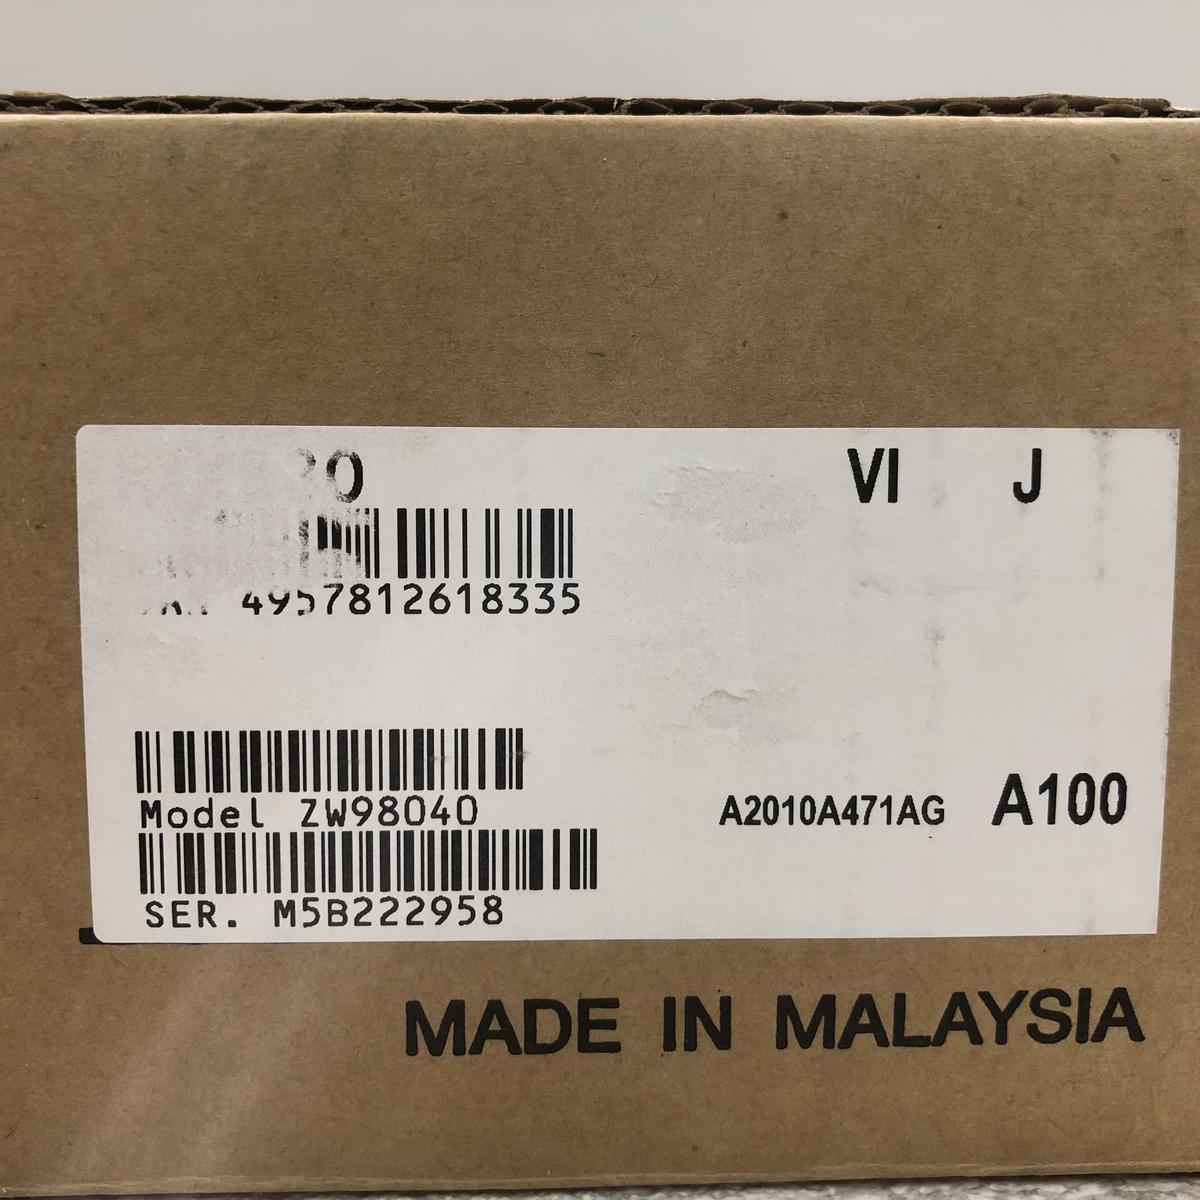 VI J
4957812618335
Model ZW98040
A2010A471AG A100
SER. M5B222958
MADE IN MALAYSIA